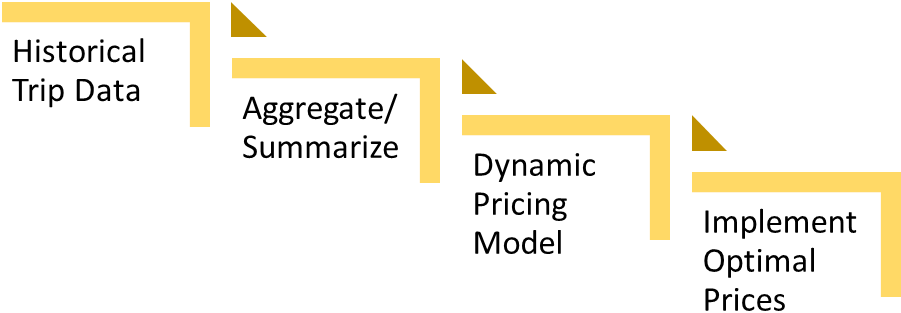 Historical
Trip Data
Aggregate/
Summarize
Dynamic
Pricing
Model
Implement
Optimal
Prices